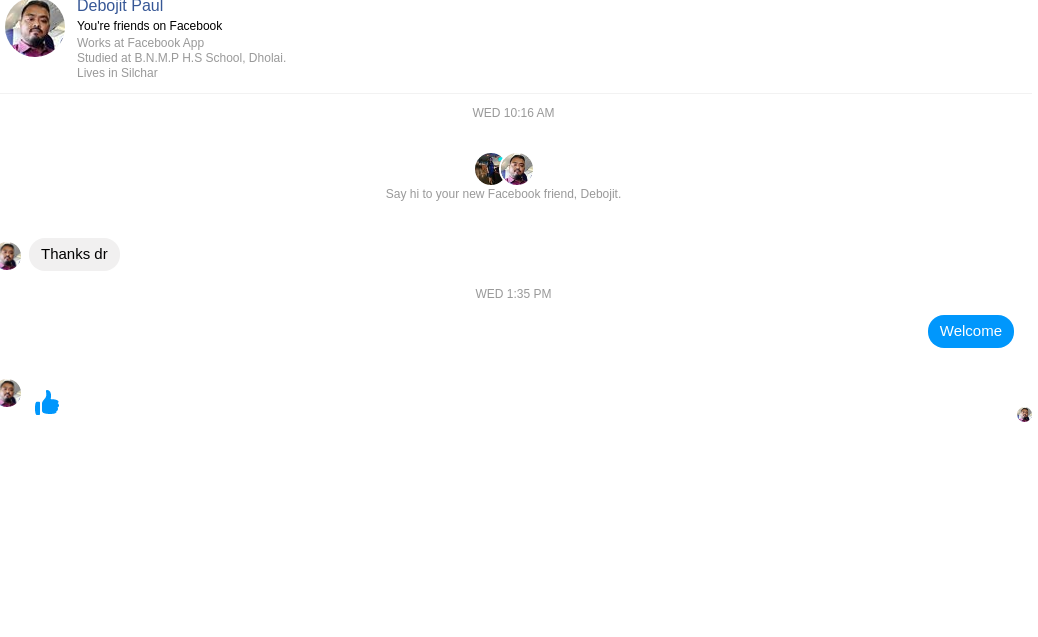 Debojit Paul
You're friends on Facebook
Works at Facebook App
Studied at B.N.M.P H.S School, Dholai.
Lives in Silchar
WED 10:16 AM
Say hi to your new Facebook friend, Debojit.
Thanks dr
WED 1:35 PM
Welcome